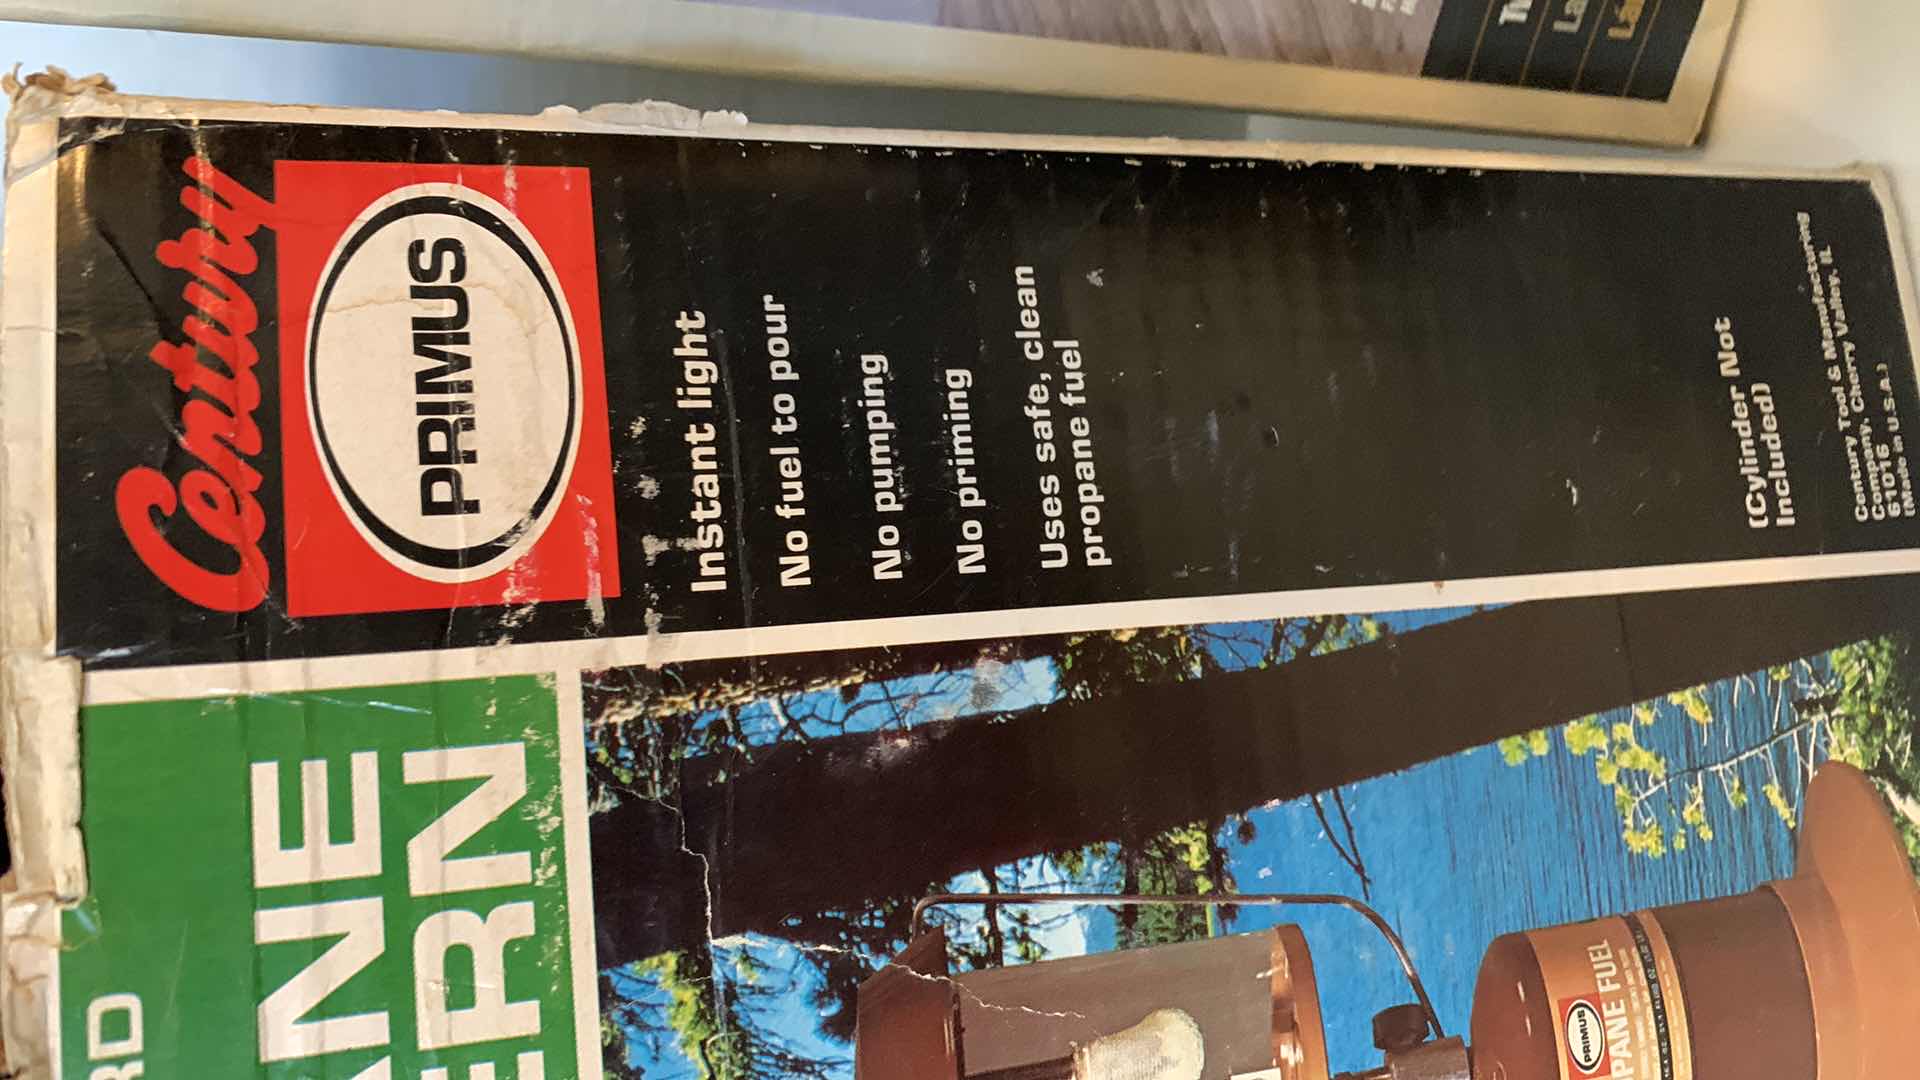 Century
PRIMUS
Instant light
No fuel to pour
No pumping
No priming
Uses safe, clean
propane fuel
(Cylinder Not
Included)
Century Tool & Manufacturing
Company, Cherry Valley, IL
61016
(Made in U.S.A.)
RD
ANE
ERN
PRIMUS
PANE FUEL